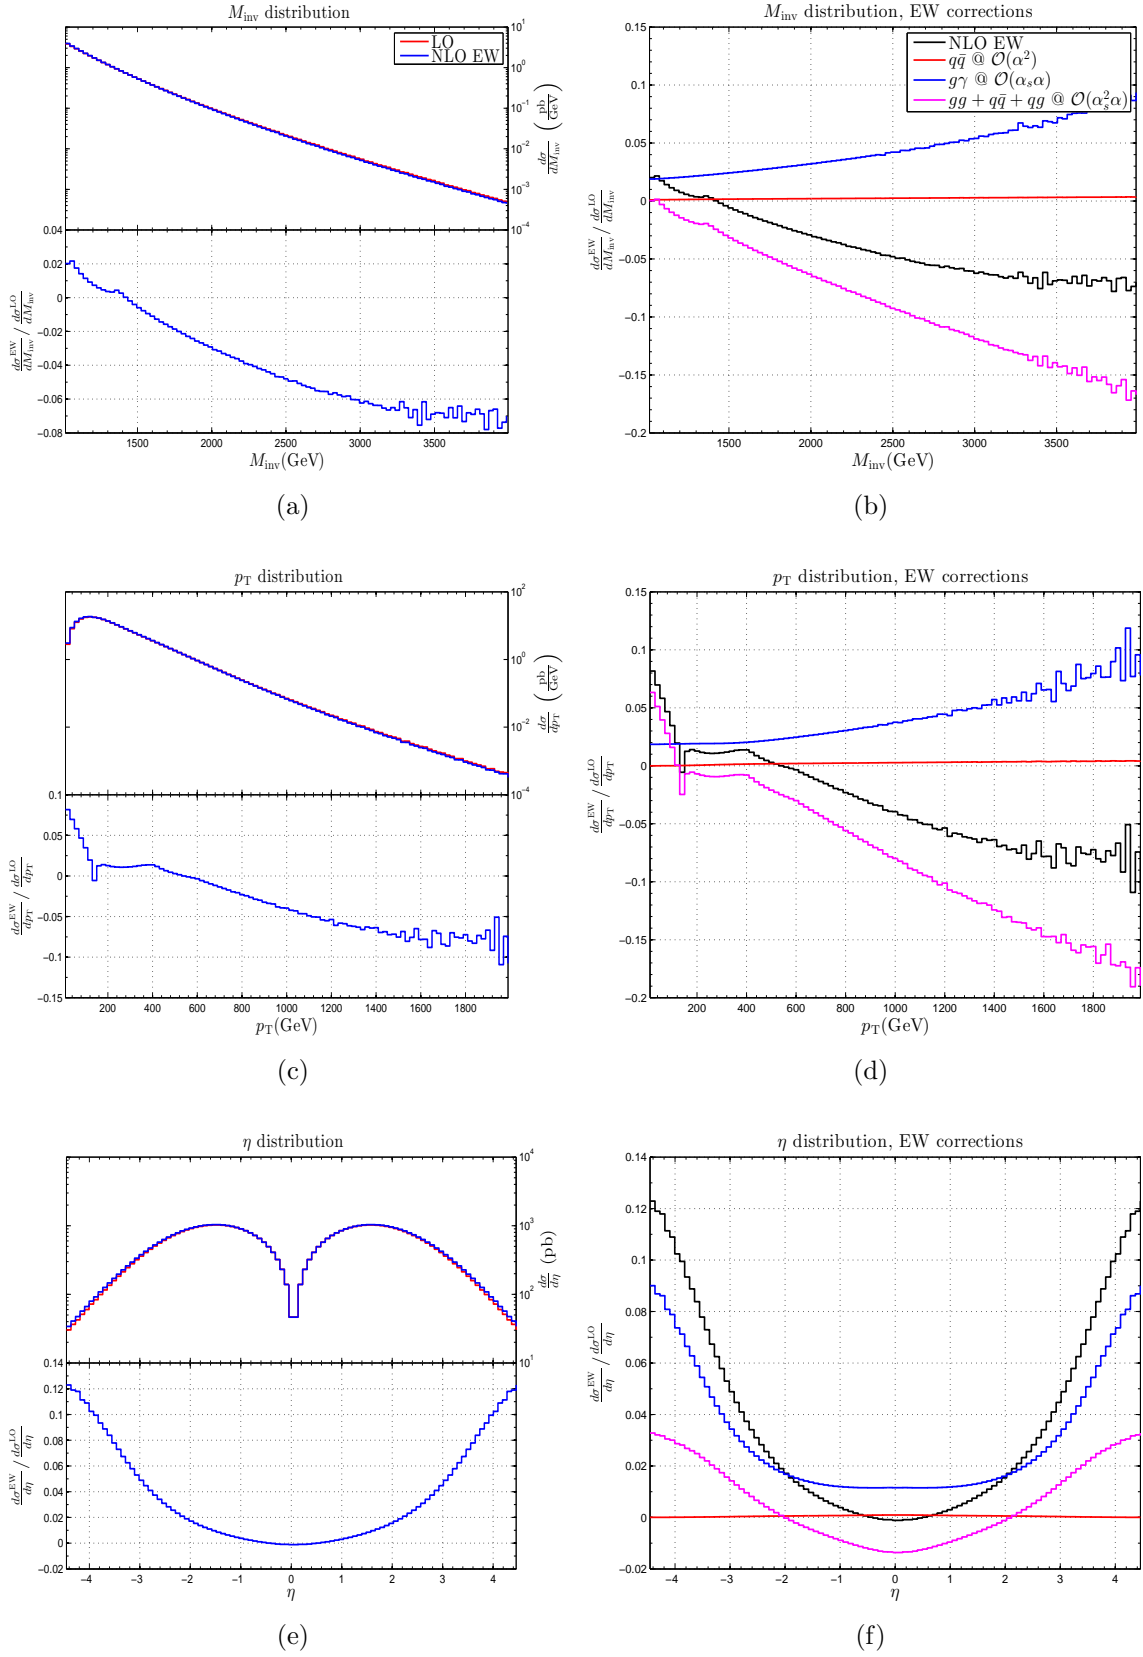 M_inv distribution
LO
NLO EW
10^1
10^0
10^−1
10^−2
10^−3
10^−4
dσ/dM_inv (pb/GeV)
0.04
0.02
0
−0.02
−0.04
−0.06
−0.08
dσ^EW/dM_inv / dσ^LO/dM_inv
1500 2000 2500 3000 3500
M_inv(GeV)
(a)
M_inv distribution, EW corrections
NLO EW
qq̄ @ O(α^2)
gγ @ O(α_sα)
gg + qq̄ + qg @ O(α_s^2α)
0.15
0.1
0.05
0
−0.05
−0.1
−0.15
−0.2
dσ^EW/dM_inv / dσ^LO/dM_inv
1500 2000 2500 3000 3500
M_inv(GeV)
(b)
p_T distribution
10^2
10^0
10^−2
10^−4
dσ/dp_T (pb/GeV)
0.1
0.05
0
−0.05
−0.1
−0.15
dσ^EW/dp_T / dσ^LO/dp_T
200 400 600 800 1000 1200 1400 1600 1800
p_T(GeV)
(c)
p_T distribution, EW corrections
0.15
0.1
0.05
0
−0.05
−0.1
−0.15
−0.2
dσ^EW/dp_T / dσ^LO/dp_T
200 400 600 800 1000 1200 1400 1600 1800
p_T(GeV)
(d)
η distribution
10^4
10^3
10^2
10^1
dσ/dη (pb)
0.14
0.12
0.1
0.08
0.06
0.04
0.02
0
−0.02
dσ^EW/dη / dσ^LO/dη
−4 −3 −2 −1 0 1 2 3 4
η
(e)
η distribution, EW corrections
0.14
0.12
0.1
0.08
0.06
0.04
0.02
0
−0.02
dσ^EW/dη / dσ^LO/dη
−4 −3 −2 −1 0 1 2 3 4
η
(f)